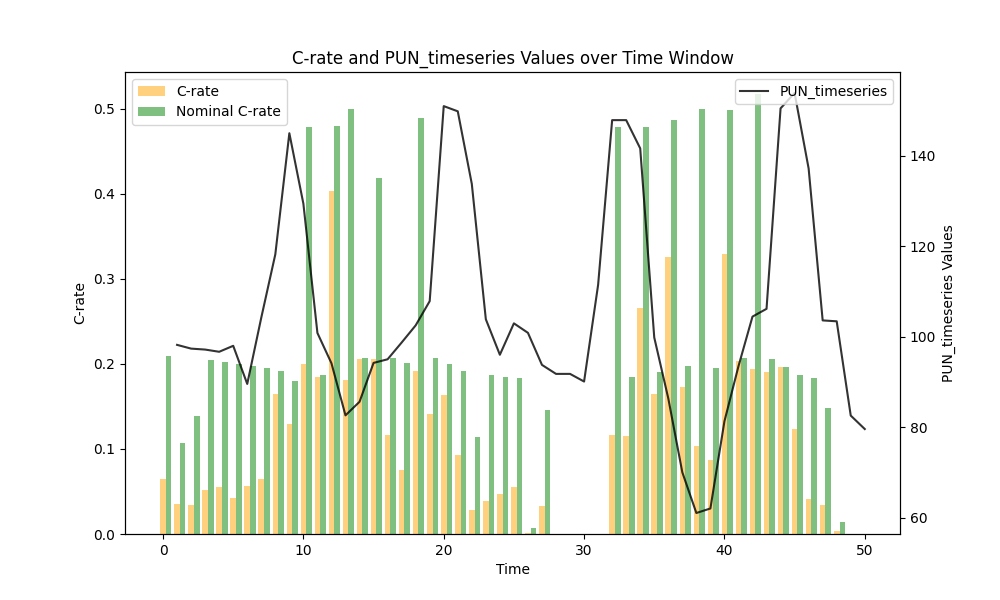 C-rate and PUN_timeseries Values over Time Window
C-rate
Nominal C-rate
PUN_timeseries
0.5
0.4
0.3
0.2
0.1
0.0
C-rate
140
120
100
80
60
PUN_timeseries Values
0 10 20 30 40 50
Time